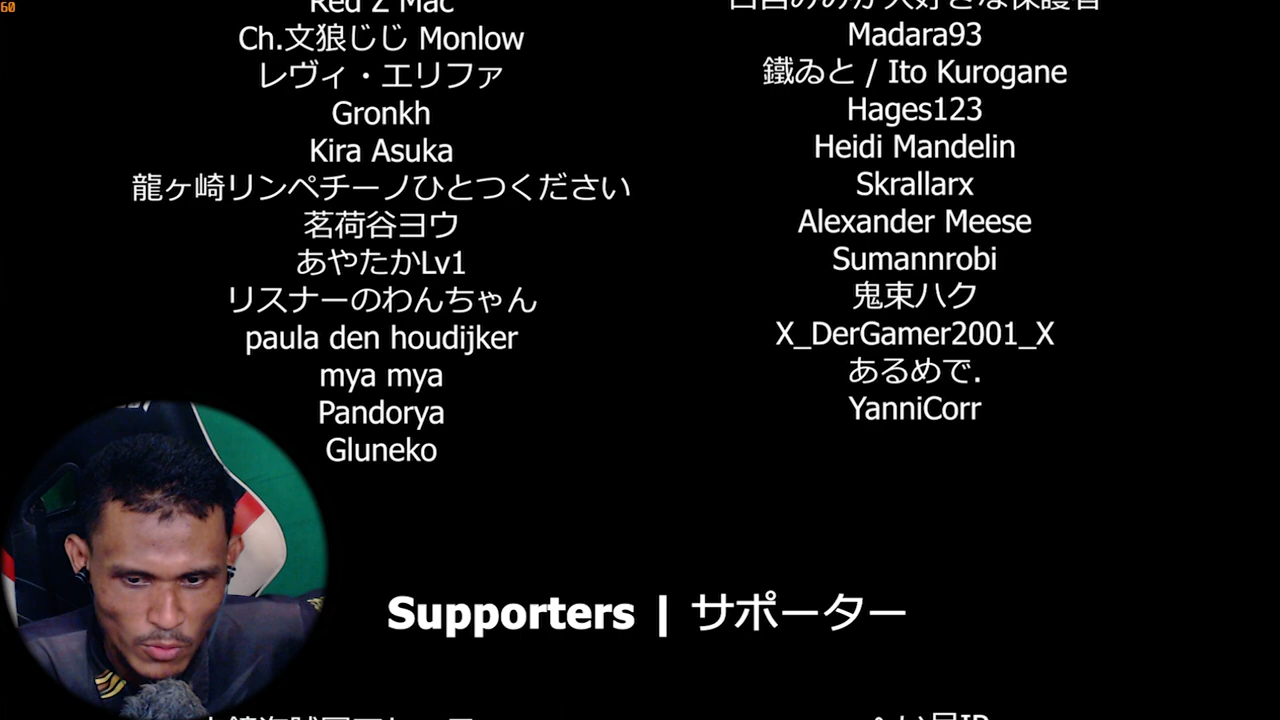 60
Red Z Mac
Ch.文狼じじ Monlow
レヴィ・エリファ
Gronkh
Kira Asuka
龍ヶ崎リンペチーノひとつください
茗荷谷ヨウ
あやたかLv1
リスナーのわんちゃん
paula den houdijker
mya mya
Pandorya
Gluneko
Madara93
鐵ゐと / Ito Kurogane
Hages123
Heidi Mandelin
Skrallarx
Alexander Meese
Sumannrobi
鬼束ハク
X_DerGamer2001_X
あるめで.
YanniCorr
Supporters | サポーター